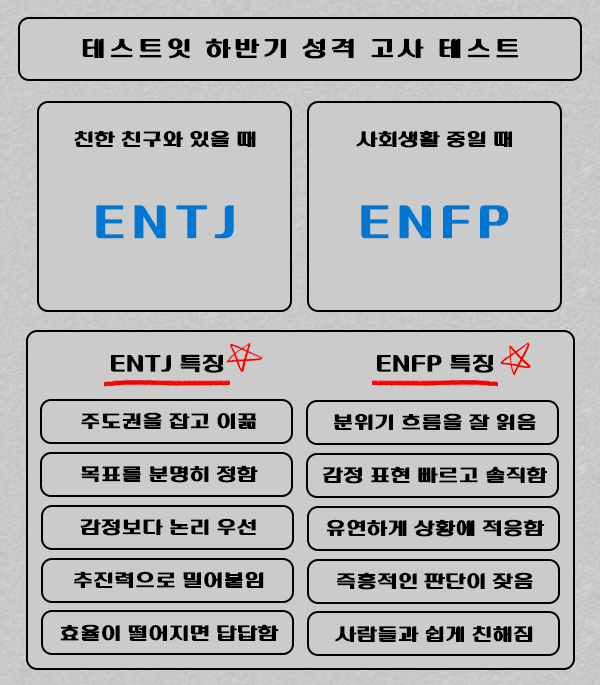 테스트잇 하반기 성격 고사 테스트
친한 친구와 있을 때
ENTJ
사회생활 중일 때
ENFP
ENTJ 특징
주도권을 잡고 이끎
목표를 분명히 정함
감정보다 논리 우선
추진력으로 밀어붙임
효율이 떨어지면 답답함
ENFP 특징
분위기 흐름을 잘 읽음
감정 표현 빠르고 솔직함
유연하게 상황에 적응함
즉흥적인 판단이 잦음
사람들과 쉽게 친해짐